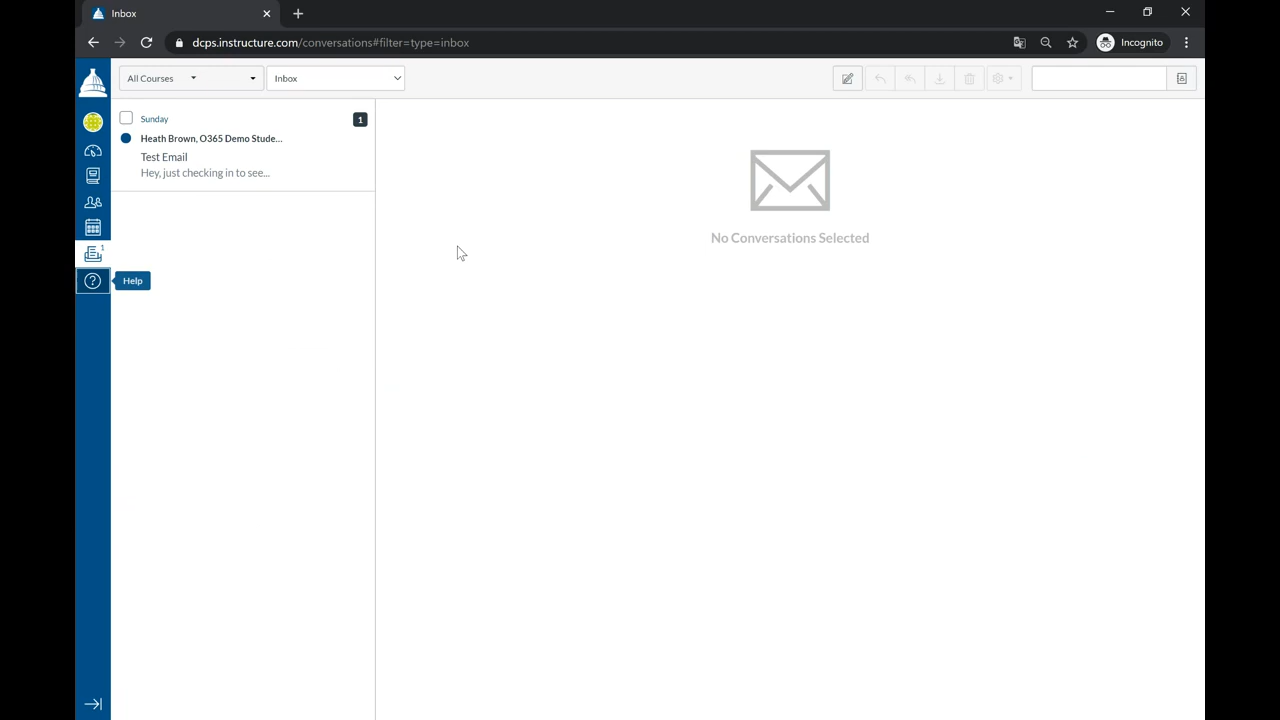 Inbox
dcps.instructure.com/conversations#filter=type=inbox
Incognito
All Courses
Inbox
Sunday
1
Heath Brown, O365 Demo Stude...
Test Email
Hey, just checking in to see...
No Conversations Selected
1
Help